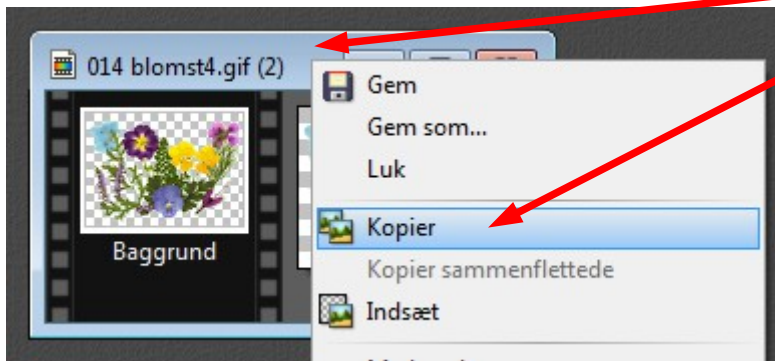 014 blomst4.gif (2)
Gem
Gem som...
Luk
Kopier
Baggrund
Kopier sammenflettede
Indsæt